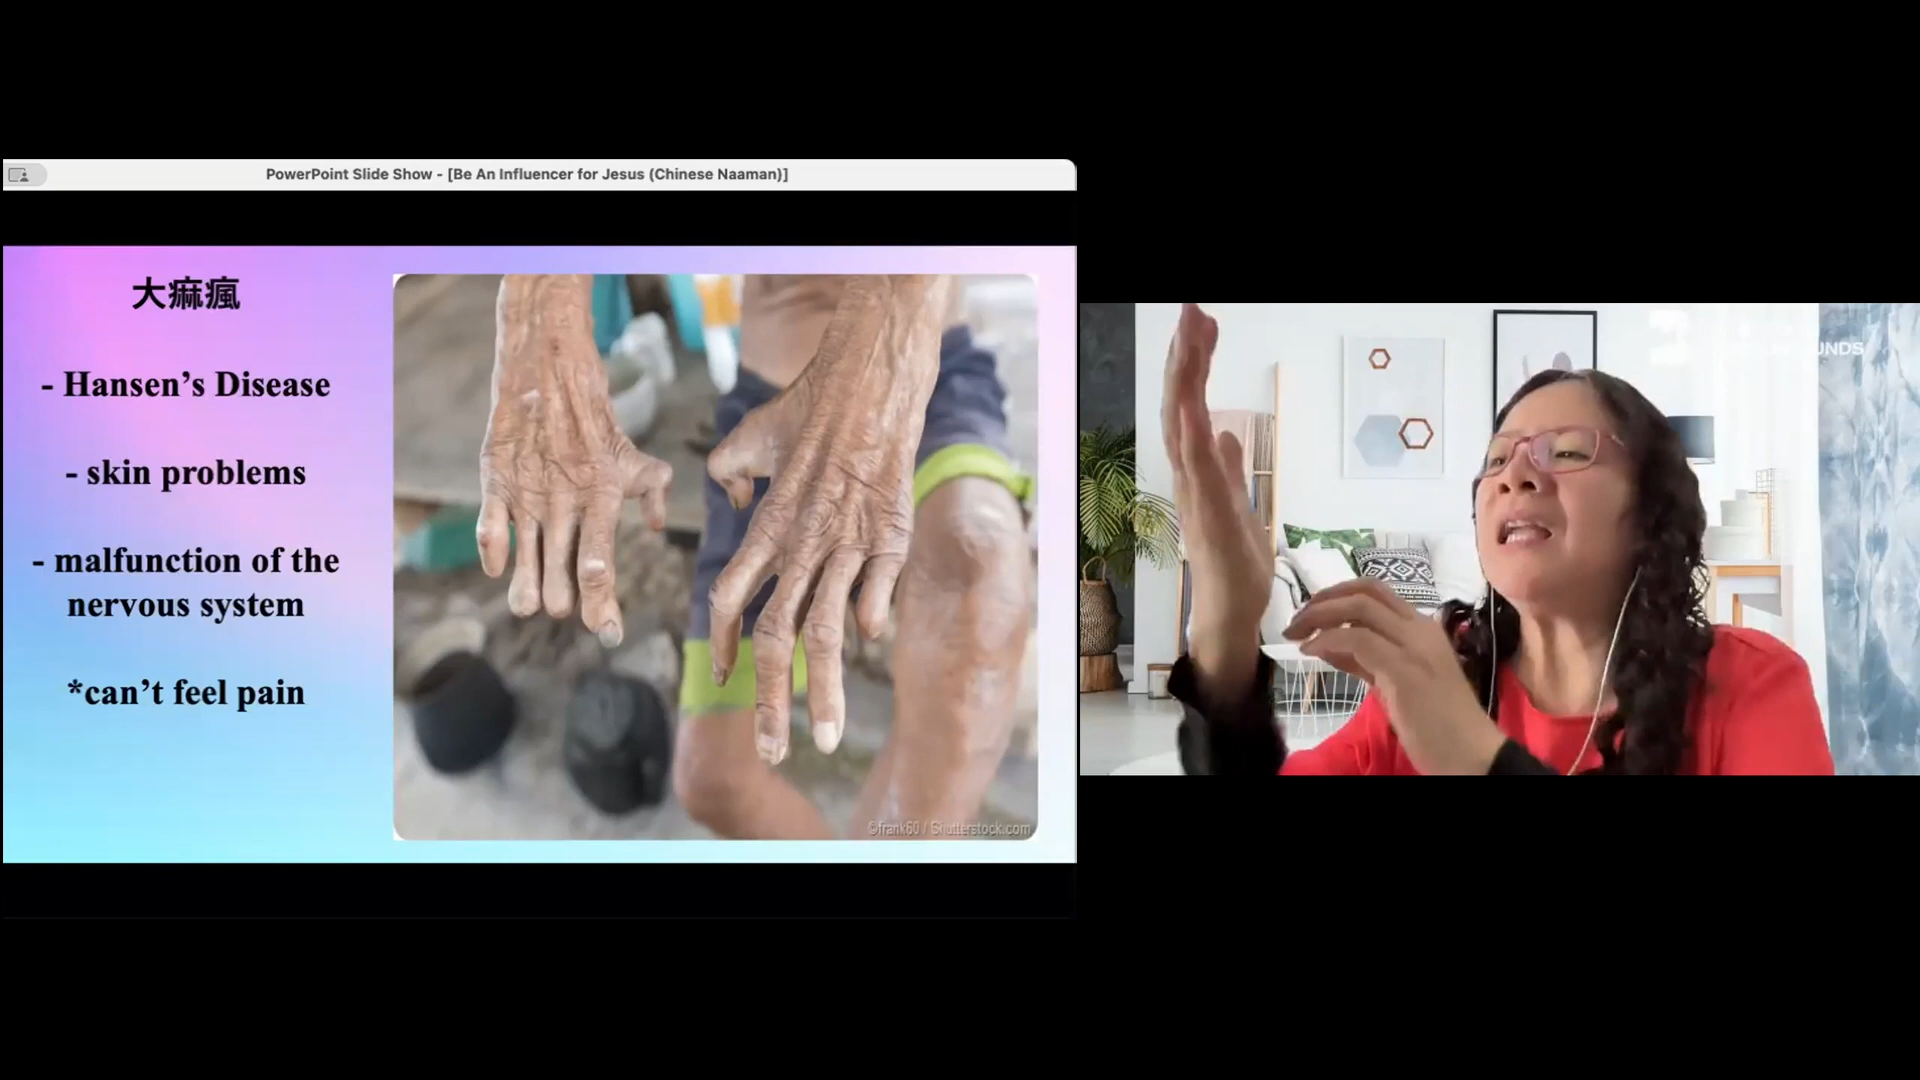 PowerPoint Slide Show - [Be An Influencer for Jesus (Chinese Naaman)]
大痲瘋
- Hansen’s Disease
- skin problems
- malfunction of the
nervous system
*can’t feel pain
©frank60 / Shutterstock.com